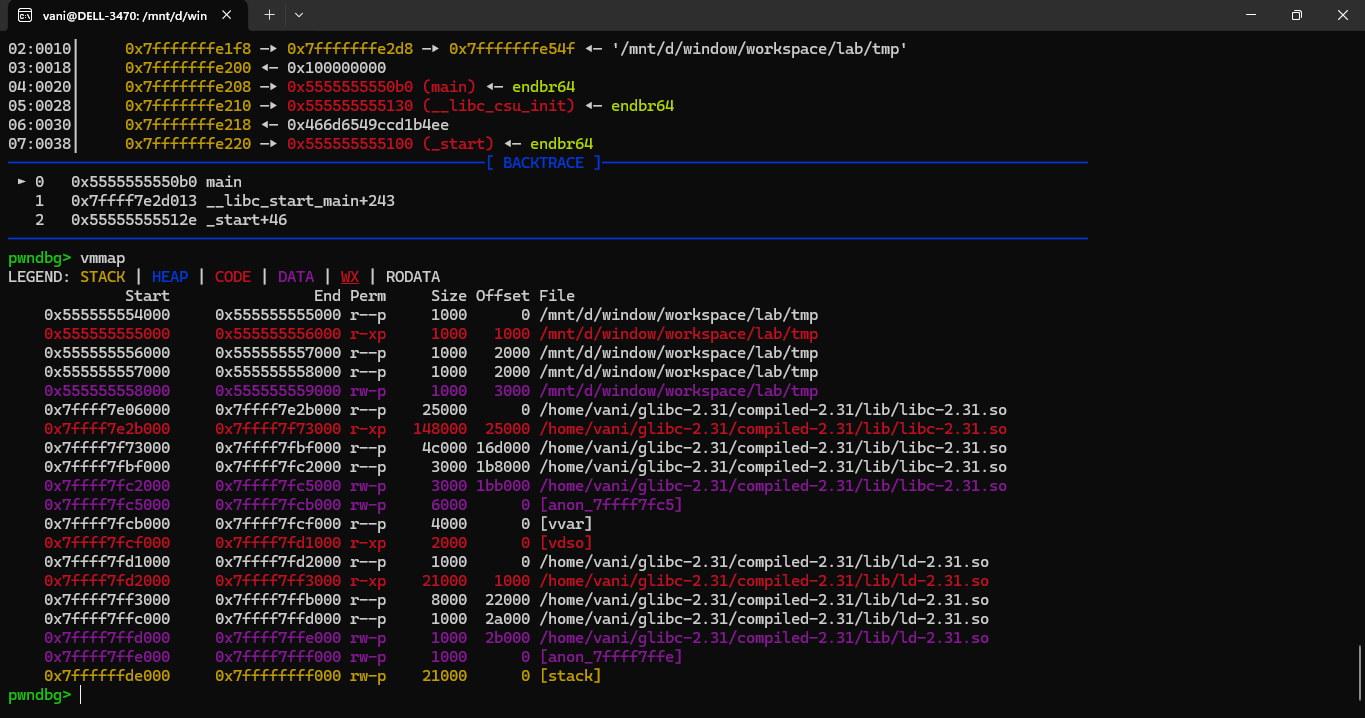 vani@DELL-3470: /mnt/d/win
02:0010│ 0x7fffffffe1f8 —▸ 0x7fffffffe2d8 —▸ 0x7fffffffe54f ◂— '/mnt/d/window/workspace/lab/tmp'
03:0018│ 0x7fffffffe200 ◂— 0x100000000
04:0020│ 0x7fffffffe208 —▸ 0x5555555550b0 (main) ◂— endbr64
05:0028│ 0x7fffffffe210 —▸ 0x555555555130 (__libc_csu_init) ◂— endbr64
06:0030│ 0x7fffffffe218 ◂— 0x466d6549ccd1b4ee
07:0038│ 0x7fffffffe220 —▸ 0x555555555100 (_start) ◂— endbr64
[ BACKTRACE ]
► 0 0x5555555550b0 main
1 0x7ffff7e2d013 __libc_start_main+243
2 0x55555555512e _start+46
pwndbg> vmmap
LEGEND: STACK | HEAP | CODE | DATA | WX | RODATA
Start End Perm Size Offset File
0x555555554000 0x555555555000 r--p 1000 0 /mnt/d/window/workspace/lab/tmp
0x555555555000 0x555555556000 r-xp 1000 1000 /mnt/d/window/workspace/lab/tmp
0x555555556000 0x555555557000 r--p 1000 2000 /mnt/d/window/workspace/lab/tmp
0x555555557000 0x555555558000 r--p 1000 2000 /mnt/d/window/workspace/lab/tmp
0x555555558000 0x555555559000 rw-p 1000 3000 /mnt/d/window/workspace/lab/tmp
0x7ffff7e06000 0x7ffff7e2b000 r--p 25000 0 /home/vani/glibc-2.31/compiled-2.31/lib/libc-2.31.so
0x7ffff7e2b000 0x7ffff7f73000 r-xp 148000 25000 /home/vani/glibc-2.31/compiled-2.31/lib/libc-2.31.so
0x7ffff7f73000 0x7ffff7fbf000 r--p 4c000 16d000 /home/vani/glibc-2.31/compiled-2.31/lib/libc-2.31.so
0x7ffff7fbf000 0x7ffff7fc2000 r--p 3000 1b8000 /home/vani/glibc-2.31/compiled-2.31/lib/libc-2.31.so
0x7ffff7fc2000 0x7ffff7fc5000 rw-p 3000 1bb000 /home/vani/glibc-2.31/compiled-2.31/lib/libc-2.31.so
0x7ffff7fc5000 0x7ffff7fcb000 rw-p 6000 0 [anon_7ffff7fc5]
0x7ffff7fcb000 0x7ffff7fcf000 r--p 4000 0 [vvar]
0x7ffff7fcf000 0x7ffff7fd1000 r-xp 2000 0 [vdso]
0x7ffff7fd1000 0x7ffff7fd2000 r--p 1000 0 /home/vani/glibc-2.31/compiled-2.31/lib/ld-2.31.so
0x7ffff7fd2000 0x7ffff7ff3000 r-xp 21000 1000 /home/vani/glibc-2.31/compiled-2.31/lib/ld-2.31.so
0x7ffff7ff3000 0x7ffff7ffb000 r--p 8000 22000 /home/vani/glibc-2.31/compiled-2.31/lib/ld-2.31.so
0x7ffff7ffc000 0x7ffff7ffd000 r--p 1000 2a000 /home/vani/glibc-2.31/compiled-2.31/lib/ld-2.31.so
0x7ffff7ffd000 0x7ffff7ffe000 rw-p 1000 2b000 /home/vani/glibc-2.31/compiled-2.31/lib/ld-2.31.so
0x7ffff7ffe000 0x7ffff7fff000 rw-p 1000 0 [anon_7ffff7ffe]
0x7ffffffde000 0x7ffffffff000 rw-p 21000 0 [stack]
pwndbg>